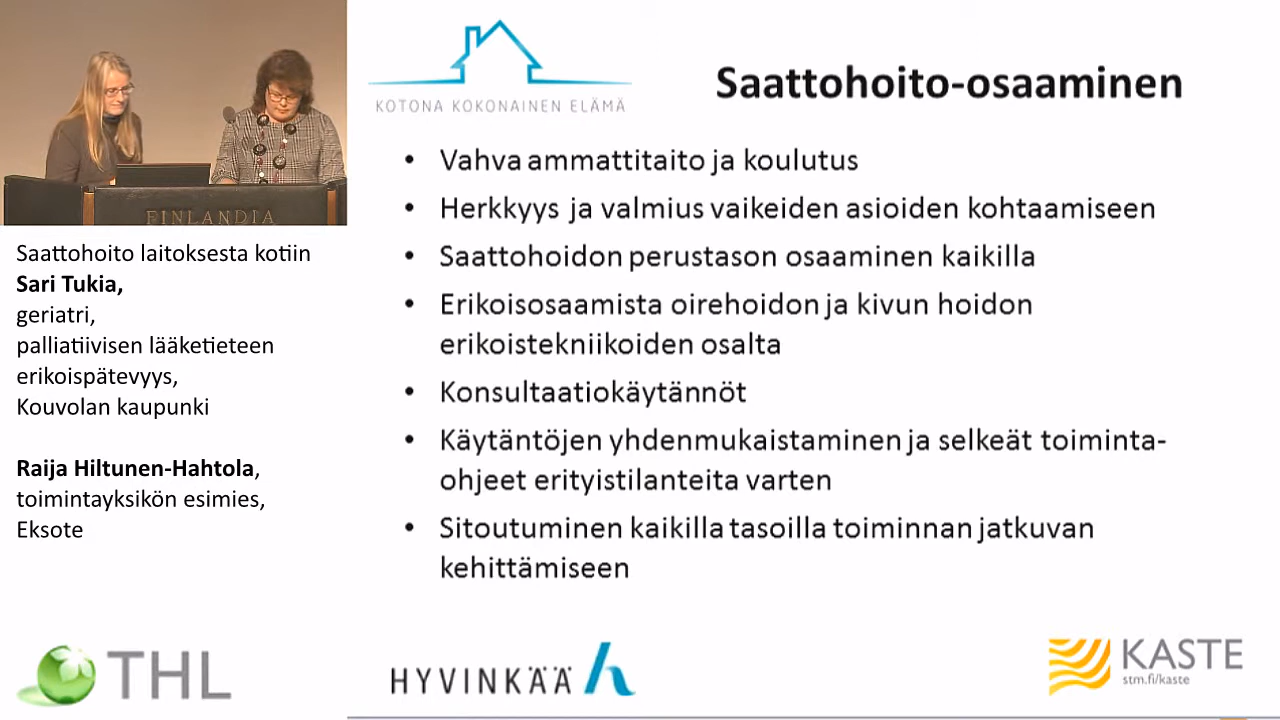 FINLANDIA
Saattohoito laitoksesta kotiin
Sari Tukia,
geriatri,
palliatiivisen lääketieteen
erikoispätevyys,
Kouvolan kaupunki
Raija Hiltunen-Hahtola,
toimintayksikön esimies,
Eksote
KOTONA KOKONAINEN ELÄMÄ
Saattohoito-osaaminen
• Vahva ammattitaito ja koulutus
• Herkkyys ja valmius vaikeiden asioiden kohtaamiseen
• Saattohoidon perustason osaaminen kaikilla
• Erikoisosaamista oirehoidon ja kivun hoidon
erikoistekniikoiden osalta
• Konsultaatiokäytännöt
• Käytäntöjen yhdenmukaistaminen ja selkeät toiminta-
ohjeet erityistilanteita varten
• Sitoutuminen kaikilla tasoilla toiminnan jatkuvan
kehittämiseen
THL
HYVINKÄÄ
KASTE
stm.fi/kaste